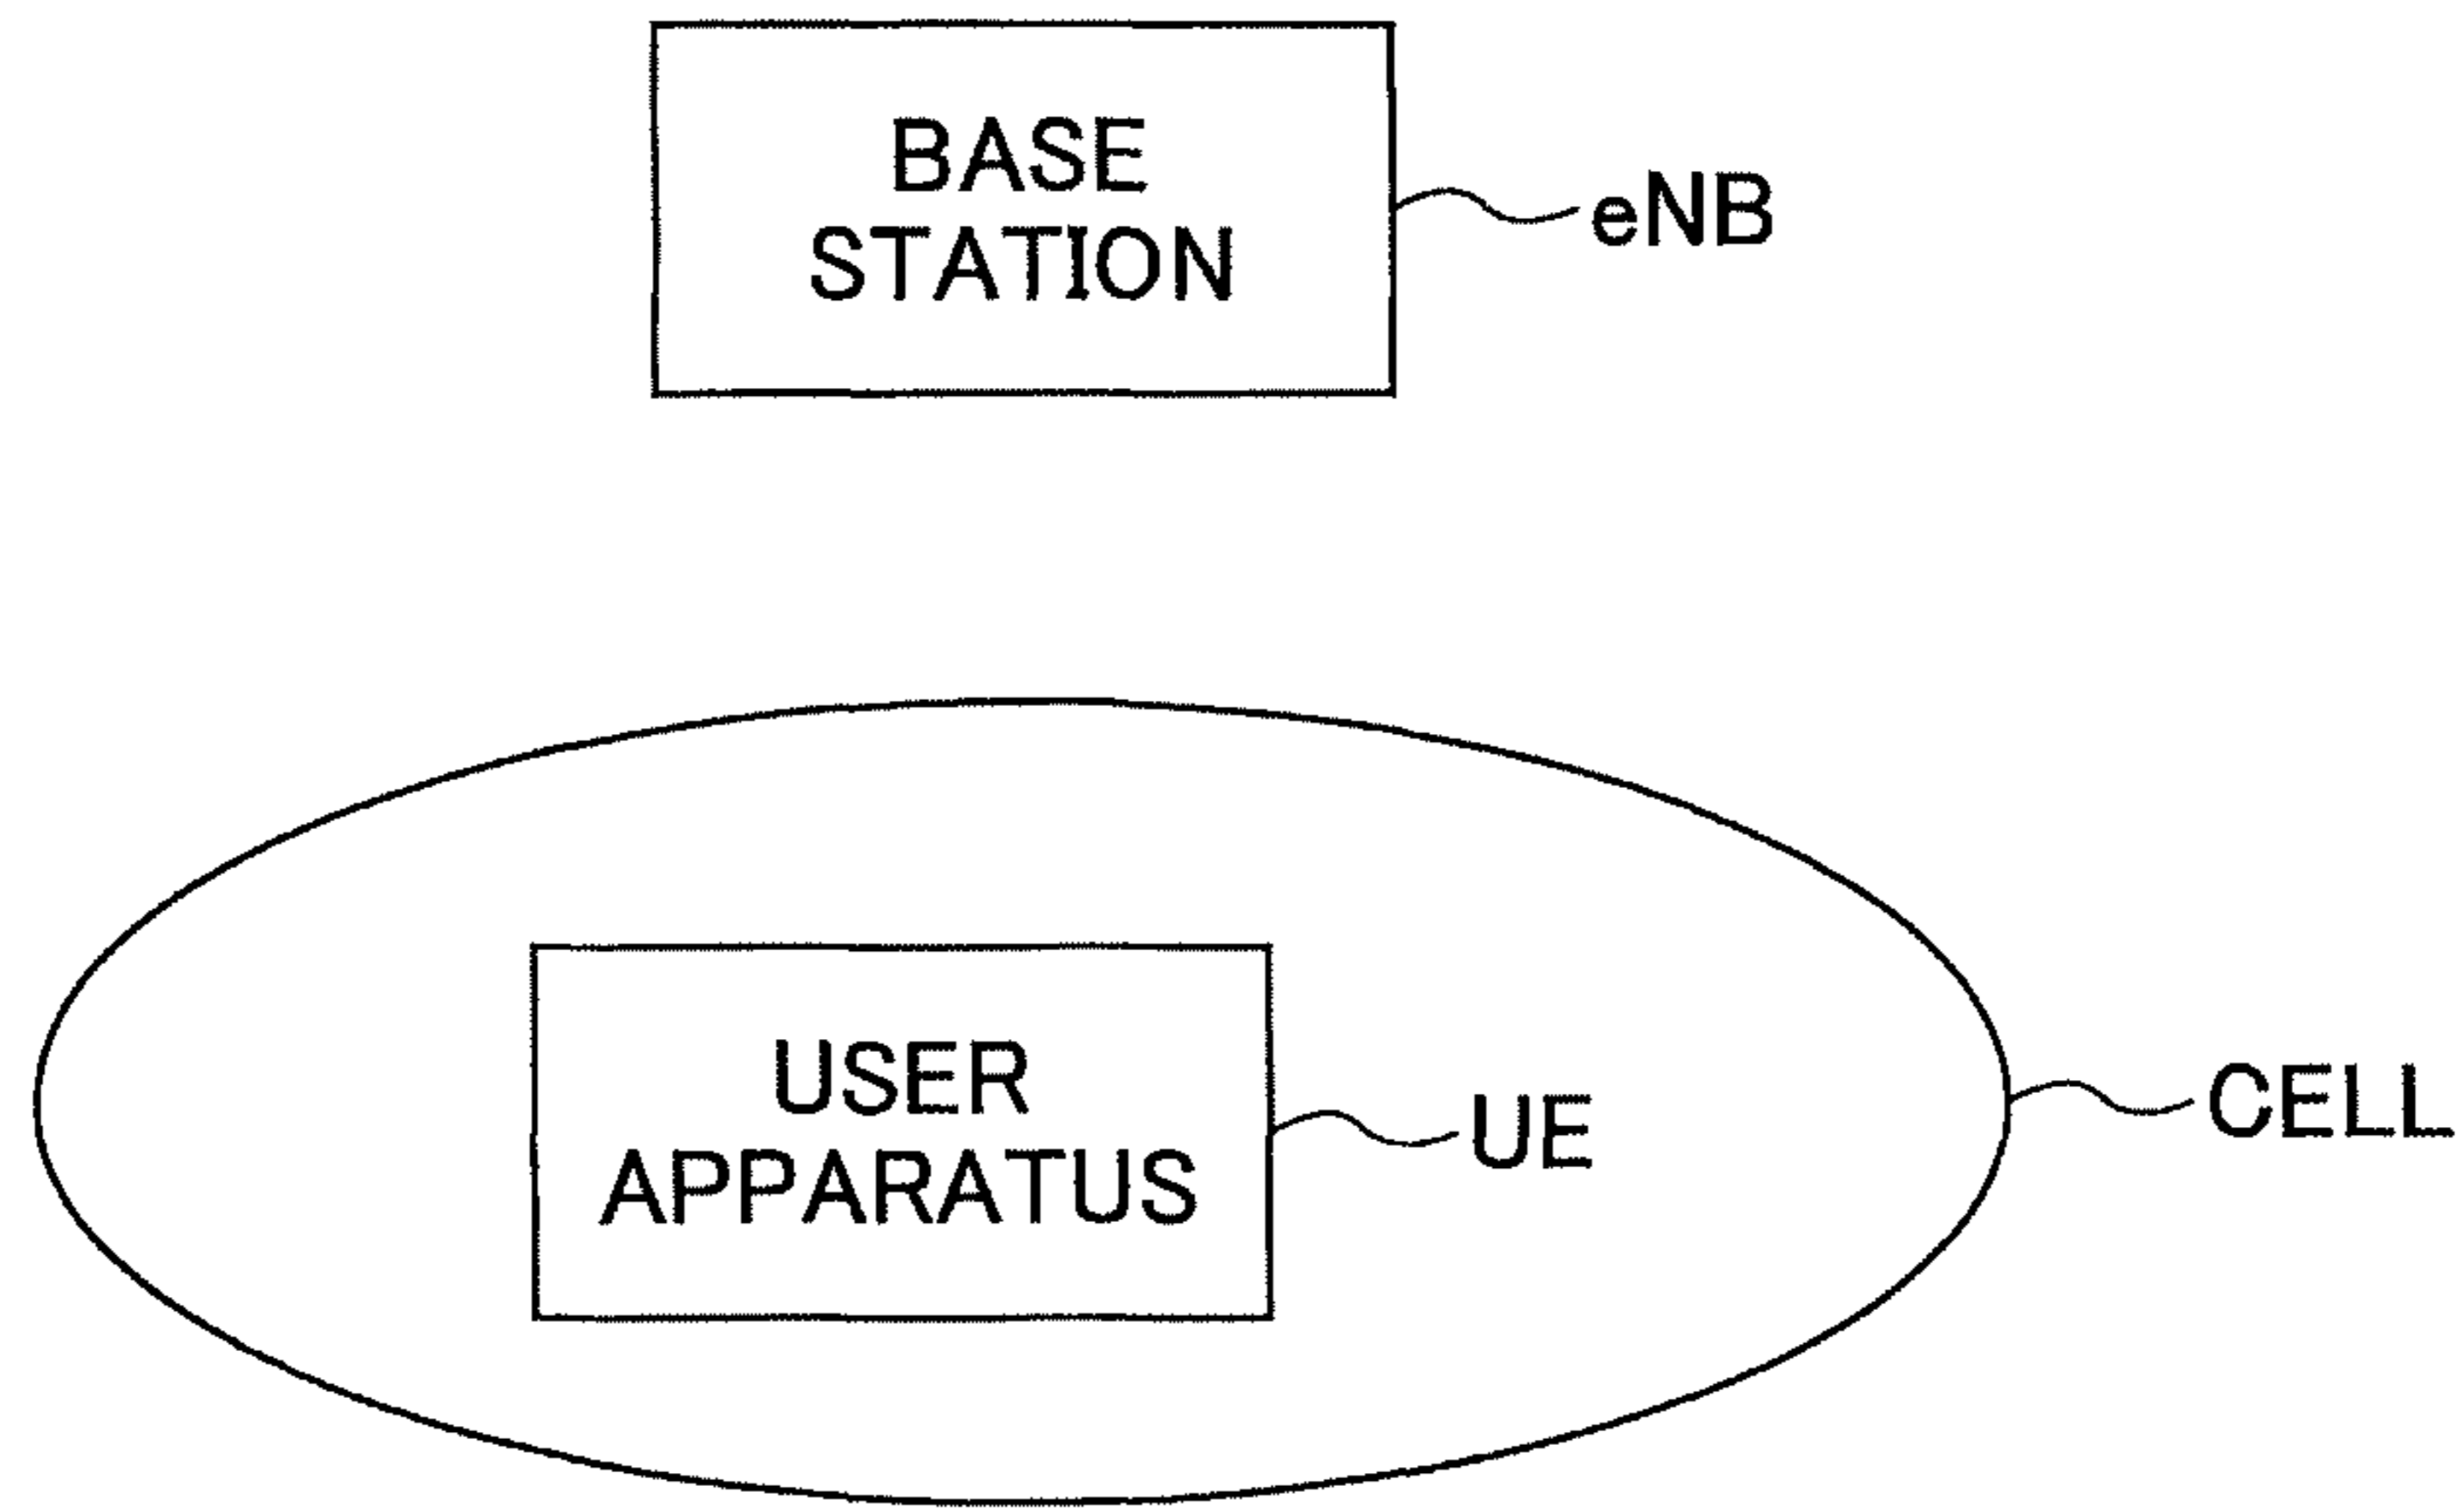 BASE
STATION
eNB
USER
APPARATUS
UE
CELL